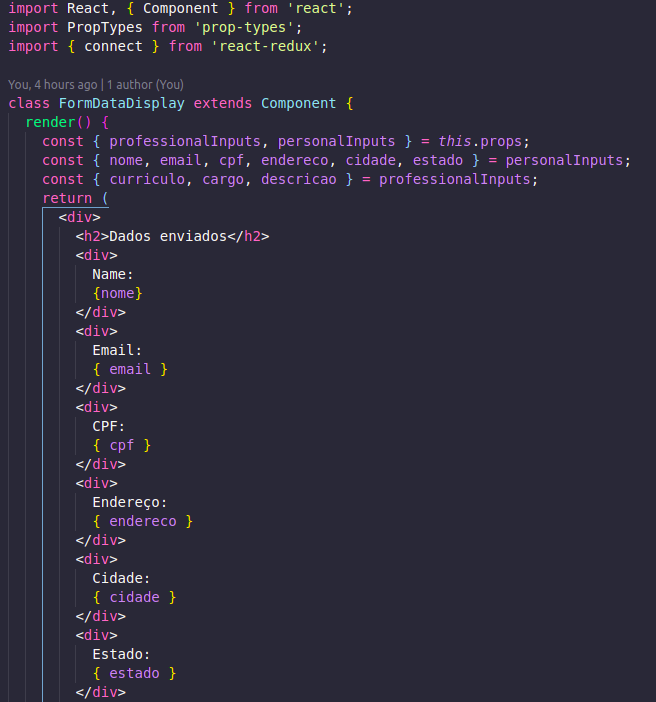 import React, { Component } from 'react';
import PropTypes from 'prop-types';
import { connect } from 'react-redux';
You, 4 hours ago | 1 author (You)
class FormDataDisplay extends Component {
render() {
const { professionalInputs, personalInputs } = this.props;
const { nome, email, cpf, endereco, cidade, estado } = personalInputs;
const { curriculo, cargo, descricao } = professionalInputs;
return (
<div>
<h2>Dados enviados</h2>
<div>
Name:
{nome}
</div>
<div>
Email:
{ email }
</div>
<div>
CPF:
{ cpf }
</div>
<div>
Endereço:
{ endereco }
</div>
<div>
Cidade:
{ cidade }
</div>
<div>
Estado:
{ estado }
</div>